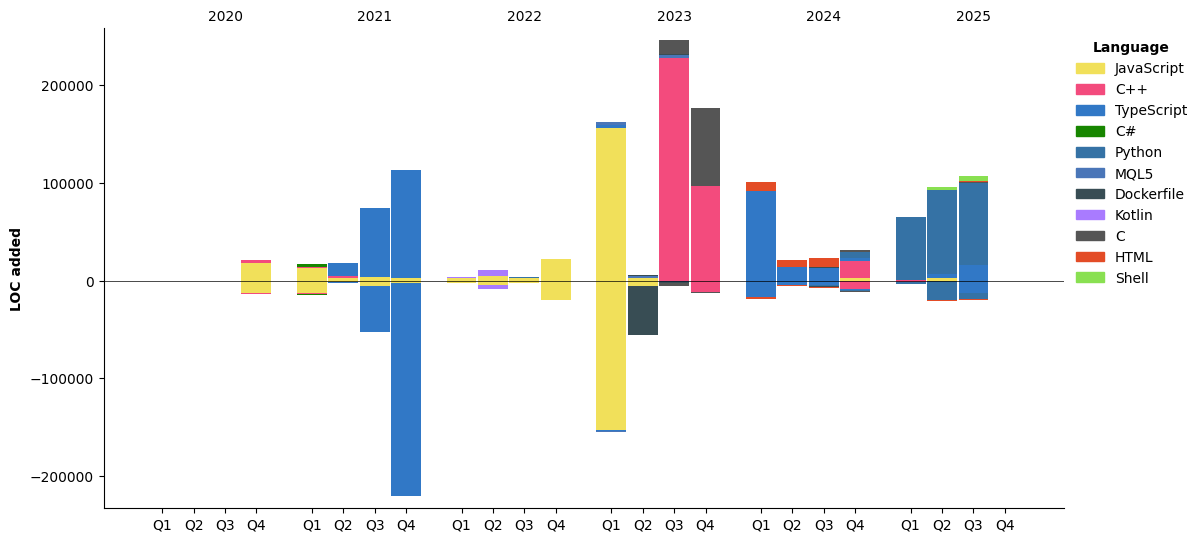 2020 2021 2022 2023 2024 2025
LOC added
200000
100000
0
−100000
−200000
Q1 Q2 Q3 Q4 Q1 Q2 Q3 Q4 Q1 Q2 Q3 Q4 Q1 Q2 Q3 Q4 Q1 Q2 Q3 Q4 Q1 Q2 Q3 Q4
Language
JavaScript
C++
TypeScript
C#
Python
MQL5
Dockerfile
Kotlin
C
HTML
Shell